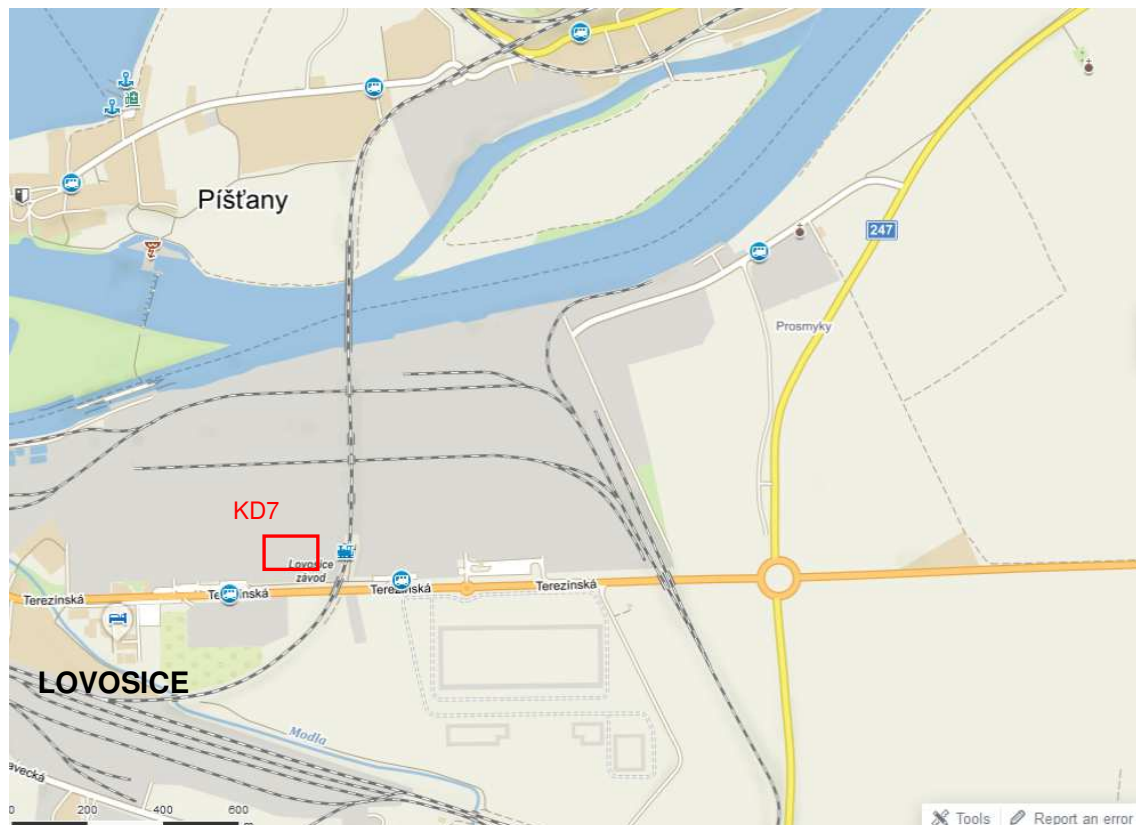 Píšťany
247
Prosmyky
KD7
Lovosice
závod
Terezínská
Terezínská
Terezínská
Terezínská
LOVOSICE
Modla
avecká
0 200 400 600
m
Tools
Report an error